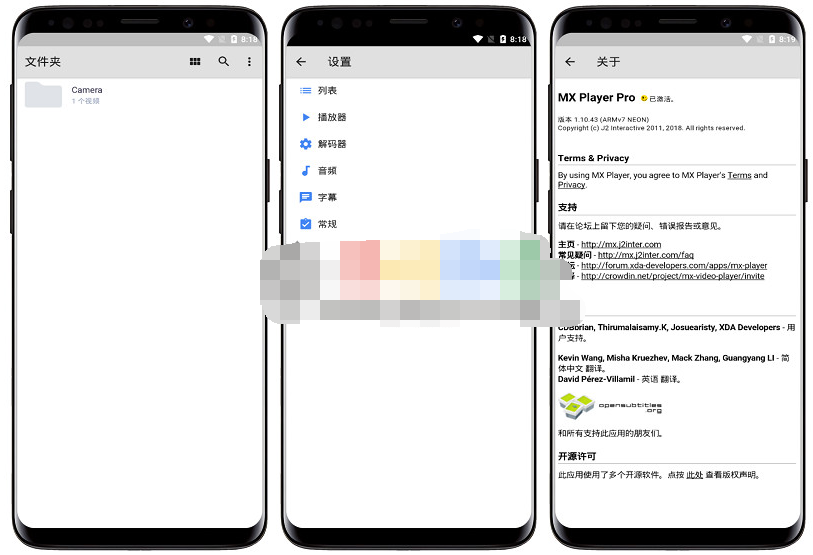 8:18
文件夹
Camera
1 个视频
8:18
设置
列表
播放器
解码器
音频
字幕
常规
8:19
关于
MX Player Pro 已激活。
版本 1.10.43 (ARMv7 NEON)
Copyright (c) J2 Interactive 2011, 2018. All rights reserved.
Terms & Privacy
By using MX Player, you agree to MX Player's Terms and
Privacy.
支持
请在论坛上留下您的疑问、错误报告或意见。
主页 - http://mx.j2inter.com
常见疑问 - http://mx.j2inter.com/faq
- http://forum.xda-developers.com/apps/mx-player
- http://crowdin.net/project/mx-video-player/invite
CDBorian, Thirumalaisamy.K, Josuearisty, XDA Developers - 用
户支持。
Kevin Wang, Misha Kruezhev, Mack Zhang, Guangyang LI - 简
体中文 翻译。
David Pérez-Villamil - 英语 翻译。
opensubtitles
.org
和所有支持此应用的朋友们。
开源许可
此应用使用了多个开源软件。点按 此处 查看版权声明。